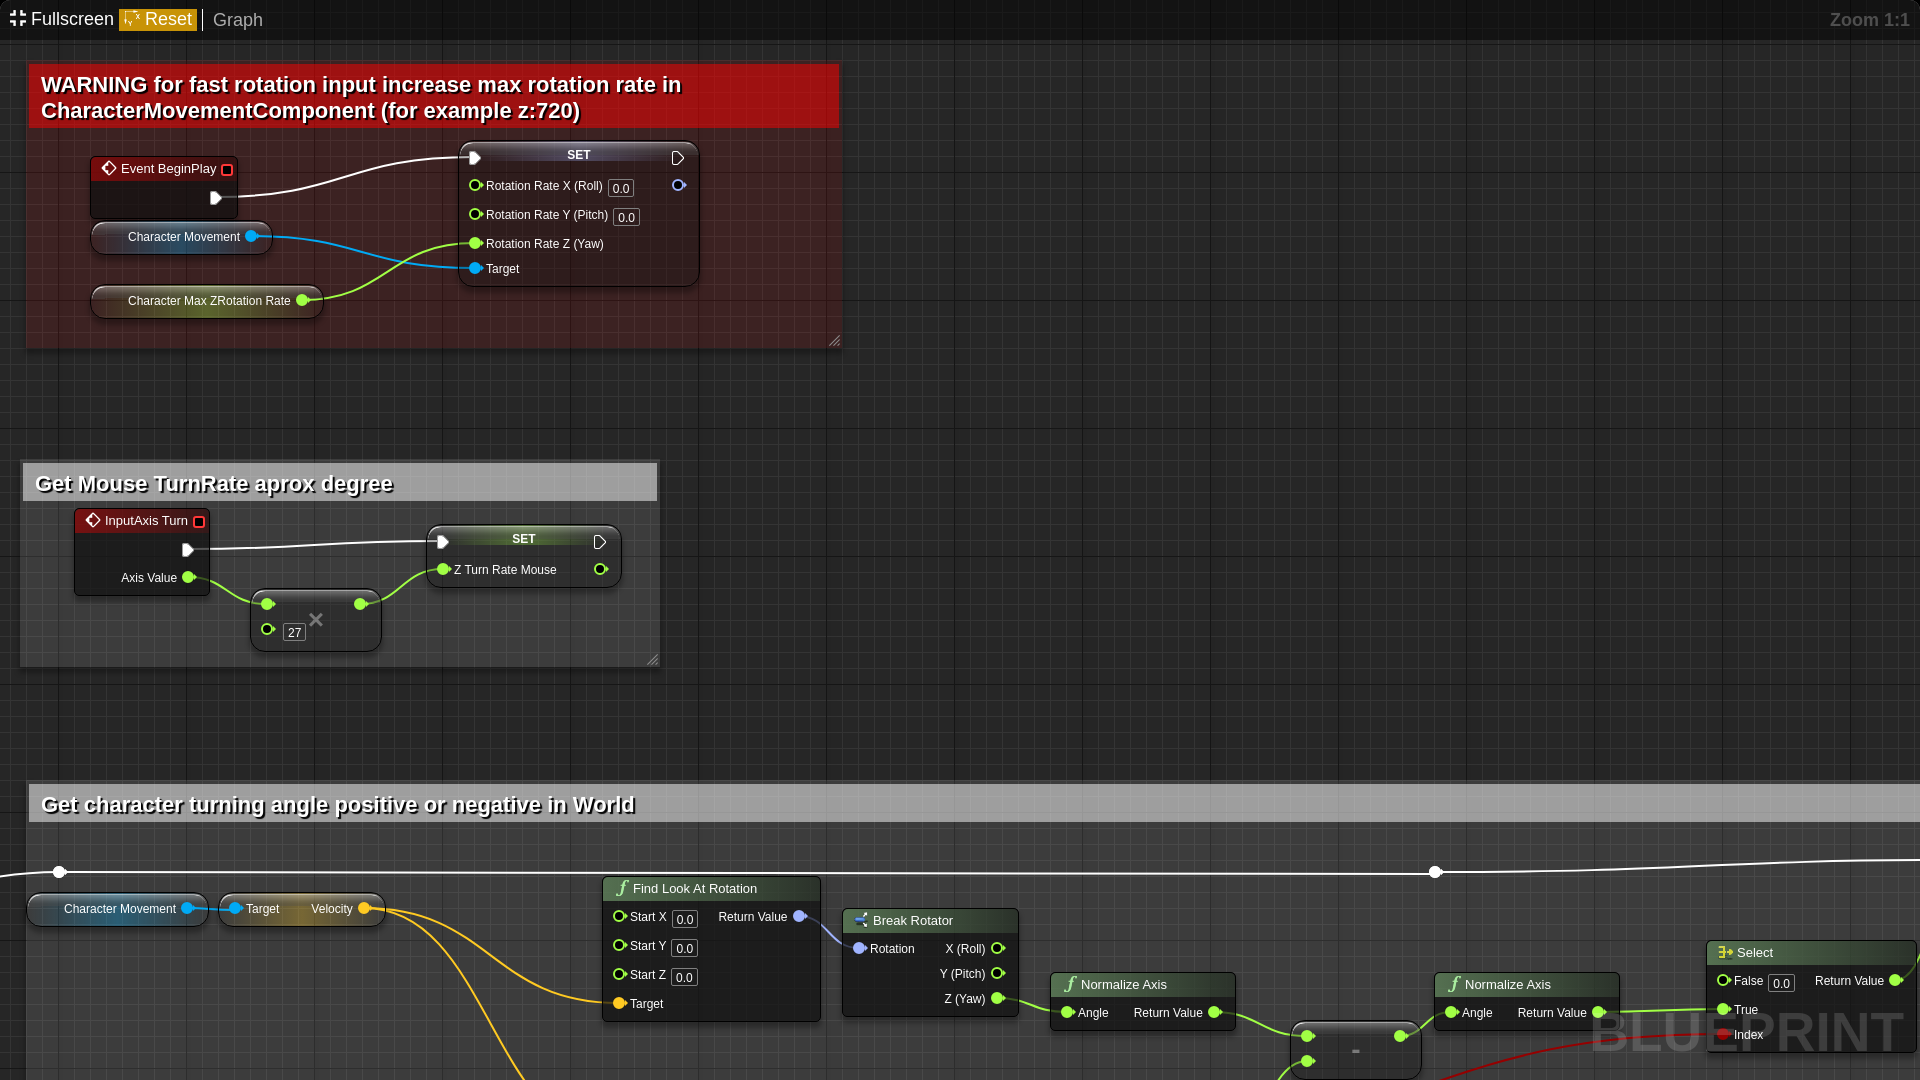 Fullscreen Reset Graph Zoom 1:1
WARNING for fast rotation input increase max rotation rate in
CharacterMovementComponent (for example z:720)
Event BeginPlay
SET
Rotation Rate X (Roll) 0.0
Rotation Rate Y (Pitch) 0.0
Rotation Rate Z (Yaw)
Target
Character Movement
Character Max ZRotation Rate
Get Mouse TurnRate aprox degree
InputAxis Turn
Axis Value
SET
Z Turn Rate Mouse
27
Get character turning angle positive or negative in World
Character Movement
Target Velocity
Find Look At Rotation
Start X 0.0 Return Value
Start Y 0.0
Start Z 0.0
Target
Break Rotator
Rotation X (Roll)
Y (Pitch)
Z (Yaw)
Normalize Axis
Angle Return Value
-
Normalize Axis
Angle Return Value
Select
False 0.0 Return Value
True
Index
BLUEPRINT